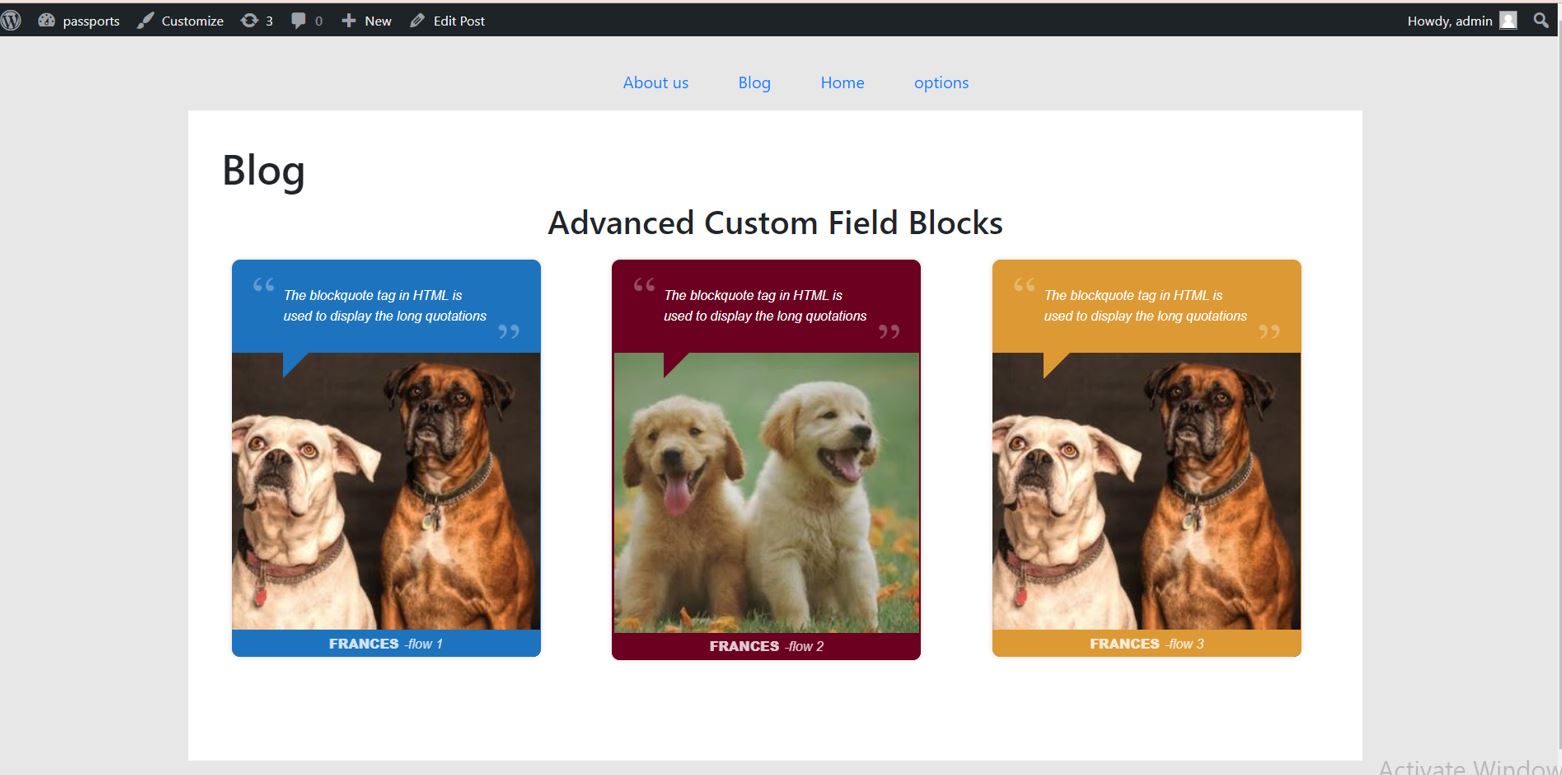 passports Customize 3 0 New Edit Post Howdy, admin
About us Blog Home options
Blog
Advanced Custom Field Blocks
“ The blockquote tag in HTML is
used to display the long quotations ”
FRANCES -flow 1
“ The blockquote tag in HTML is
used to display the long quotations ”
FRANCES -flow 2
“ The blockquote tag in HTML is
used to display the long quotations ”
FRANCES -flow 3
Activate Window